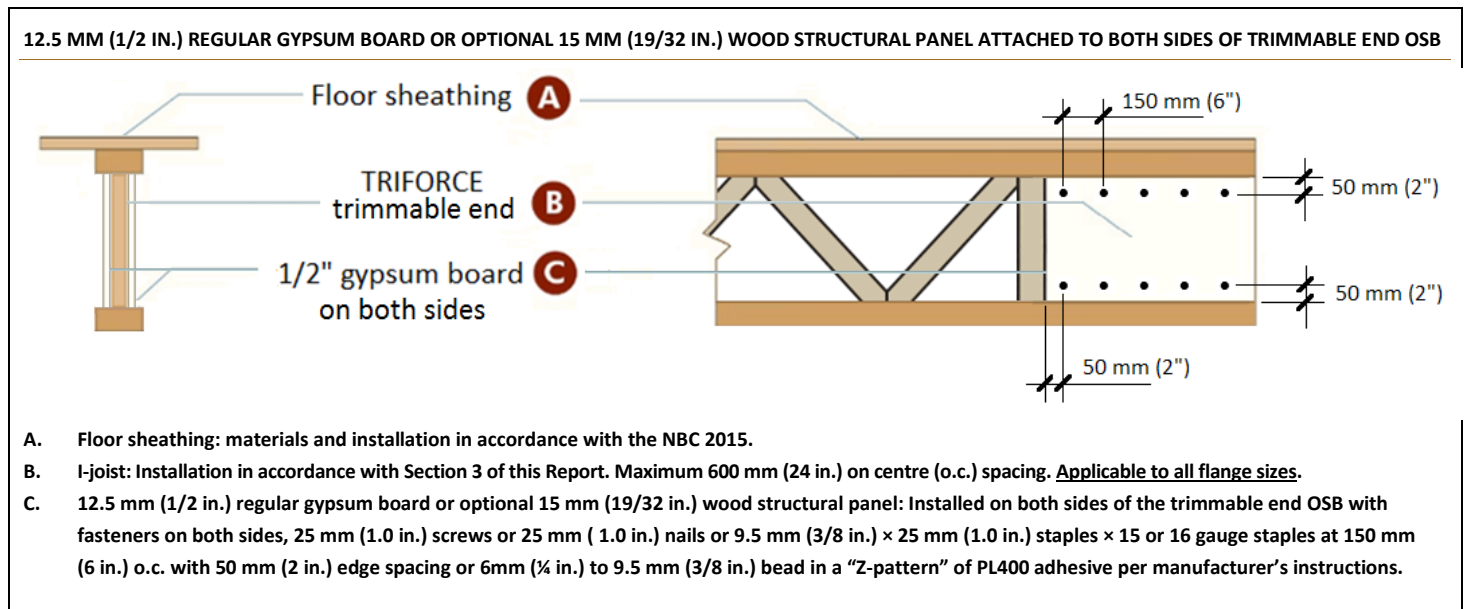 12.5 MM (1/2 IN.) REGULAR GYPSUM BOARD OR OPTIONAL 15 MM (19/32 IN.) WOOD STRUCTURAL PANEL ATTACHED TO BOTH SIDES OF TRIMMABLE END OSB
Floor sheathing A
150 mm (6")
TRIFORCE
trimmable end B
50 mm (2")
1/2" gypsum board C
on both sides
50 mm (2")
50 mm (2")
A. Floor sheathing: materials and installation in accordance with the NBC 2015.
B. I-joist: Installation in accordance with Section 3 of this Report. Maximum 600 mm (24 in.) on centre (o.c.) spacing. Applicable to all flange sizes.
C. 12.5 mm (1/2 in.) regular gypsum board or optional 15 mm (19/32 in.) wood structural panel: Installed on both sides of the trimmable end OSB with
fasteners on both sides, 25 mm (1.0 in.) screws or 25 mm ( 1.0 in.) nails or 9.5 mm (3/8 in.) × 25 mm (1.0 in.) staples × 15 or 16 gauge staples at 150 mm
(6 in.) o.c. with 50 mm (2 in.) edge spacing or 6mm (¼ in.) to 9.5 mm (3/8 in.) bead in a “Z-pattern” of PL400 adhesive per manufacturer’s instructions.